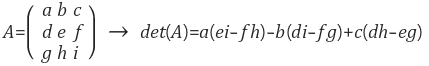 A=( a b c → det(A)=a(ei–fh)–b(di–fg)+c(dh–eg)
d e f
g h i )